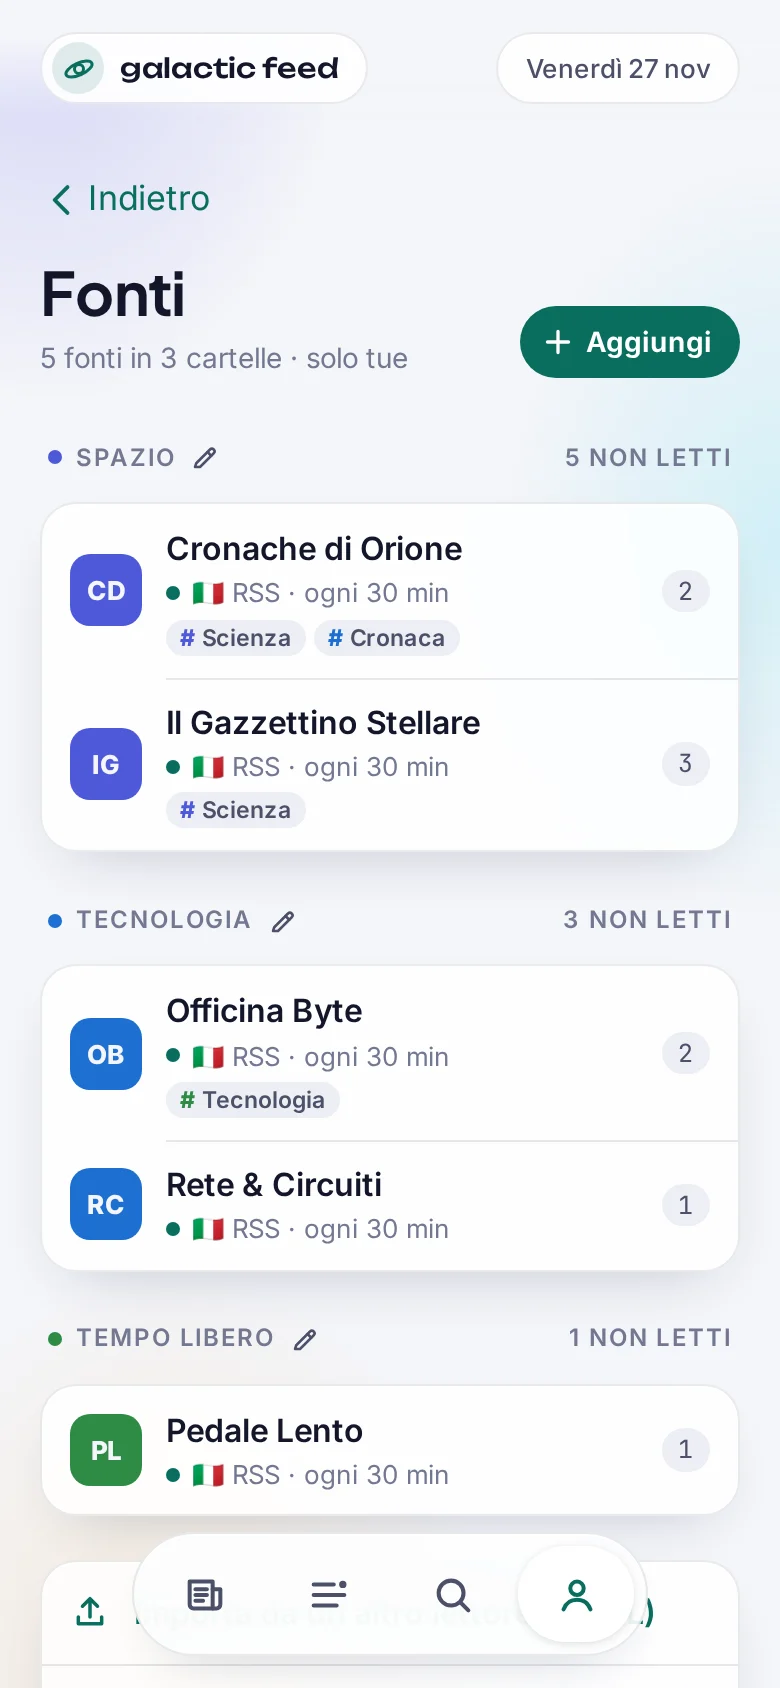 galactic feed
Venerdì 27 nov
Indietro
Fonti
5 fonti in 3 cartelle · solo tue
+ Aggiungi
SPAZIO
5 NON LETTI
CD
Cronache di Orione
RSS · ogni 30 min
2
# Scienza # Cronaca
IG
Il Gazzettino Stellare
RSS · ogni 30 min
3
# Scienza
TECNOLOGIA
3 NON LETTI
OB
Officina Byte
RSS · ogni 30 min
2
# Tecnologia
RC
Rete & Circuiti
RSS · ogni 30 min
1
TEMPO LIBERO
1 NON LETTI
PL
Pedale Lento
RSS · ogni 30 min
1